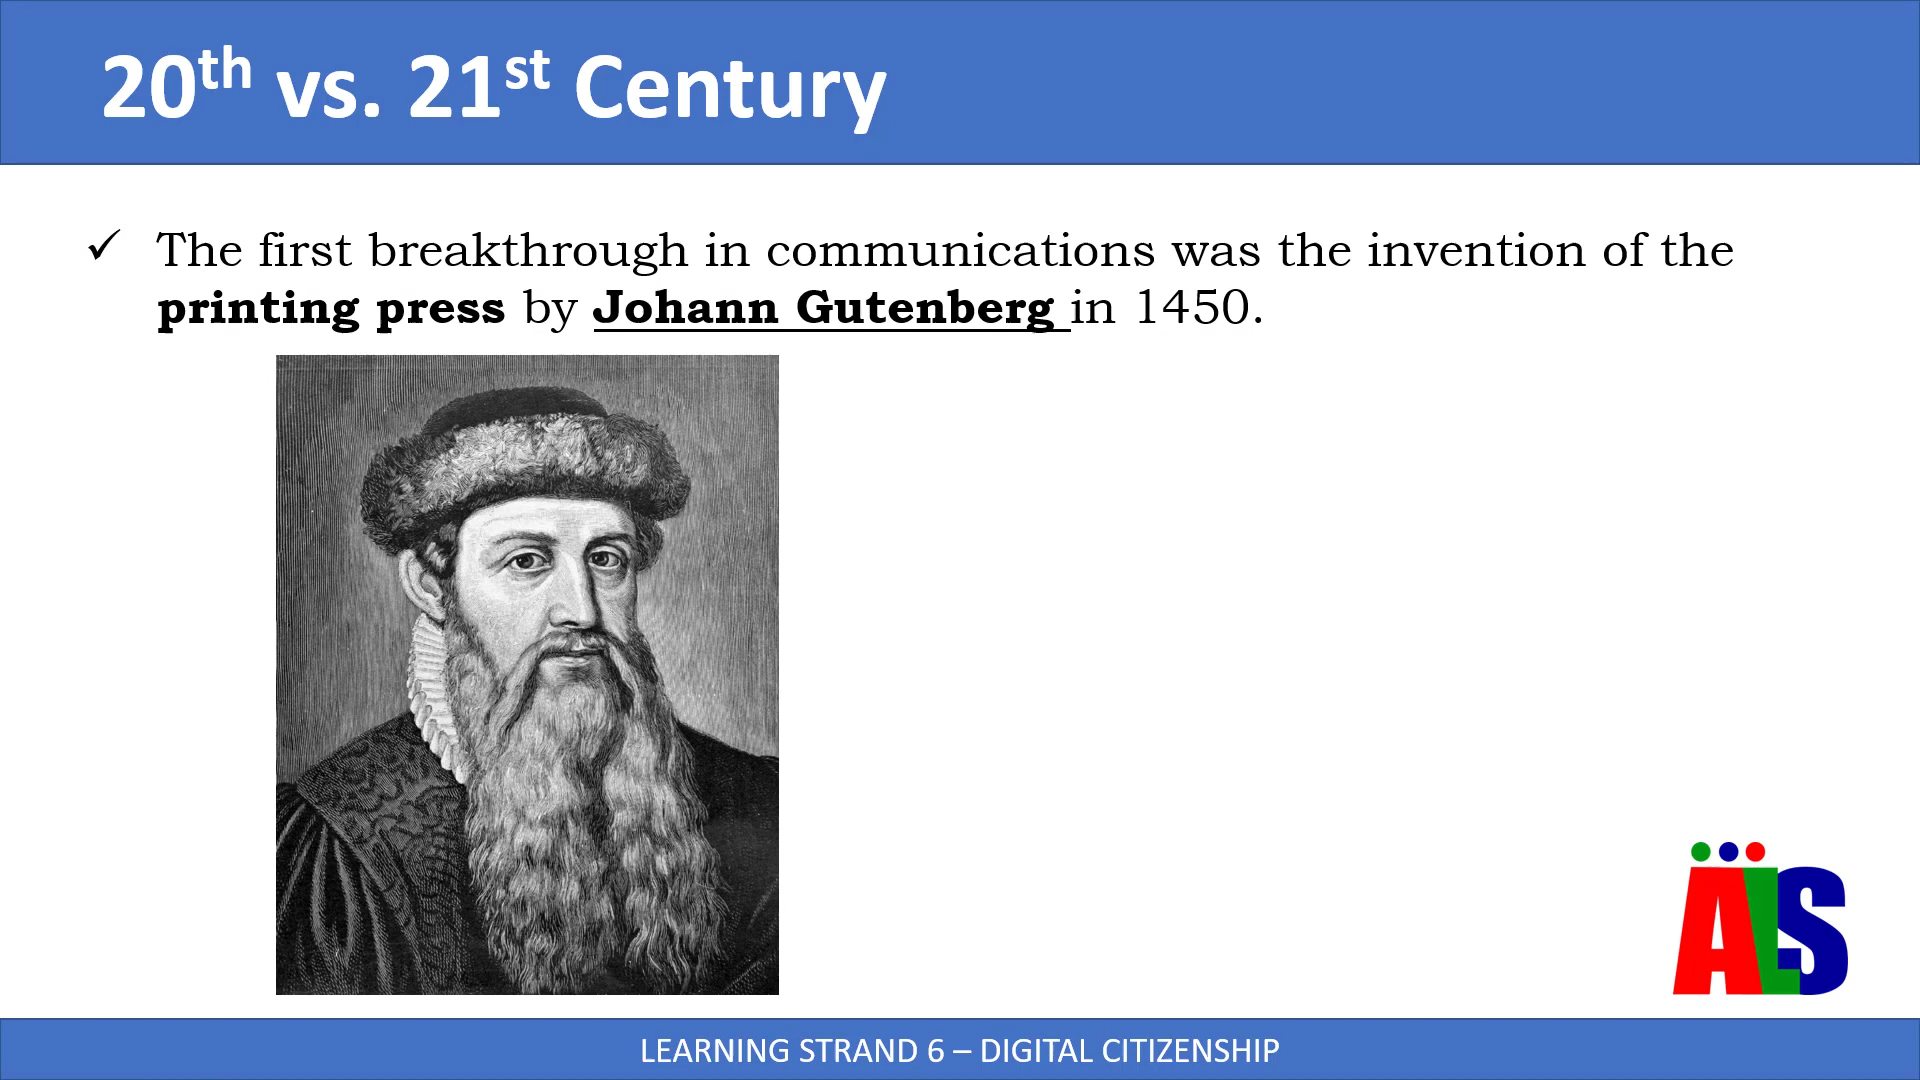 20th vs. 21st Century
✓ The first breakthrough in communications was the invention of the
printing press by Johann Gutenberg in 1450.
ALS
LEARNING STRAND 6 – DIGITAL CITIZENSHIP